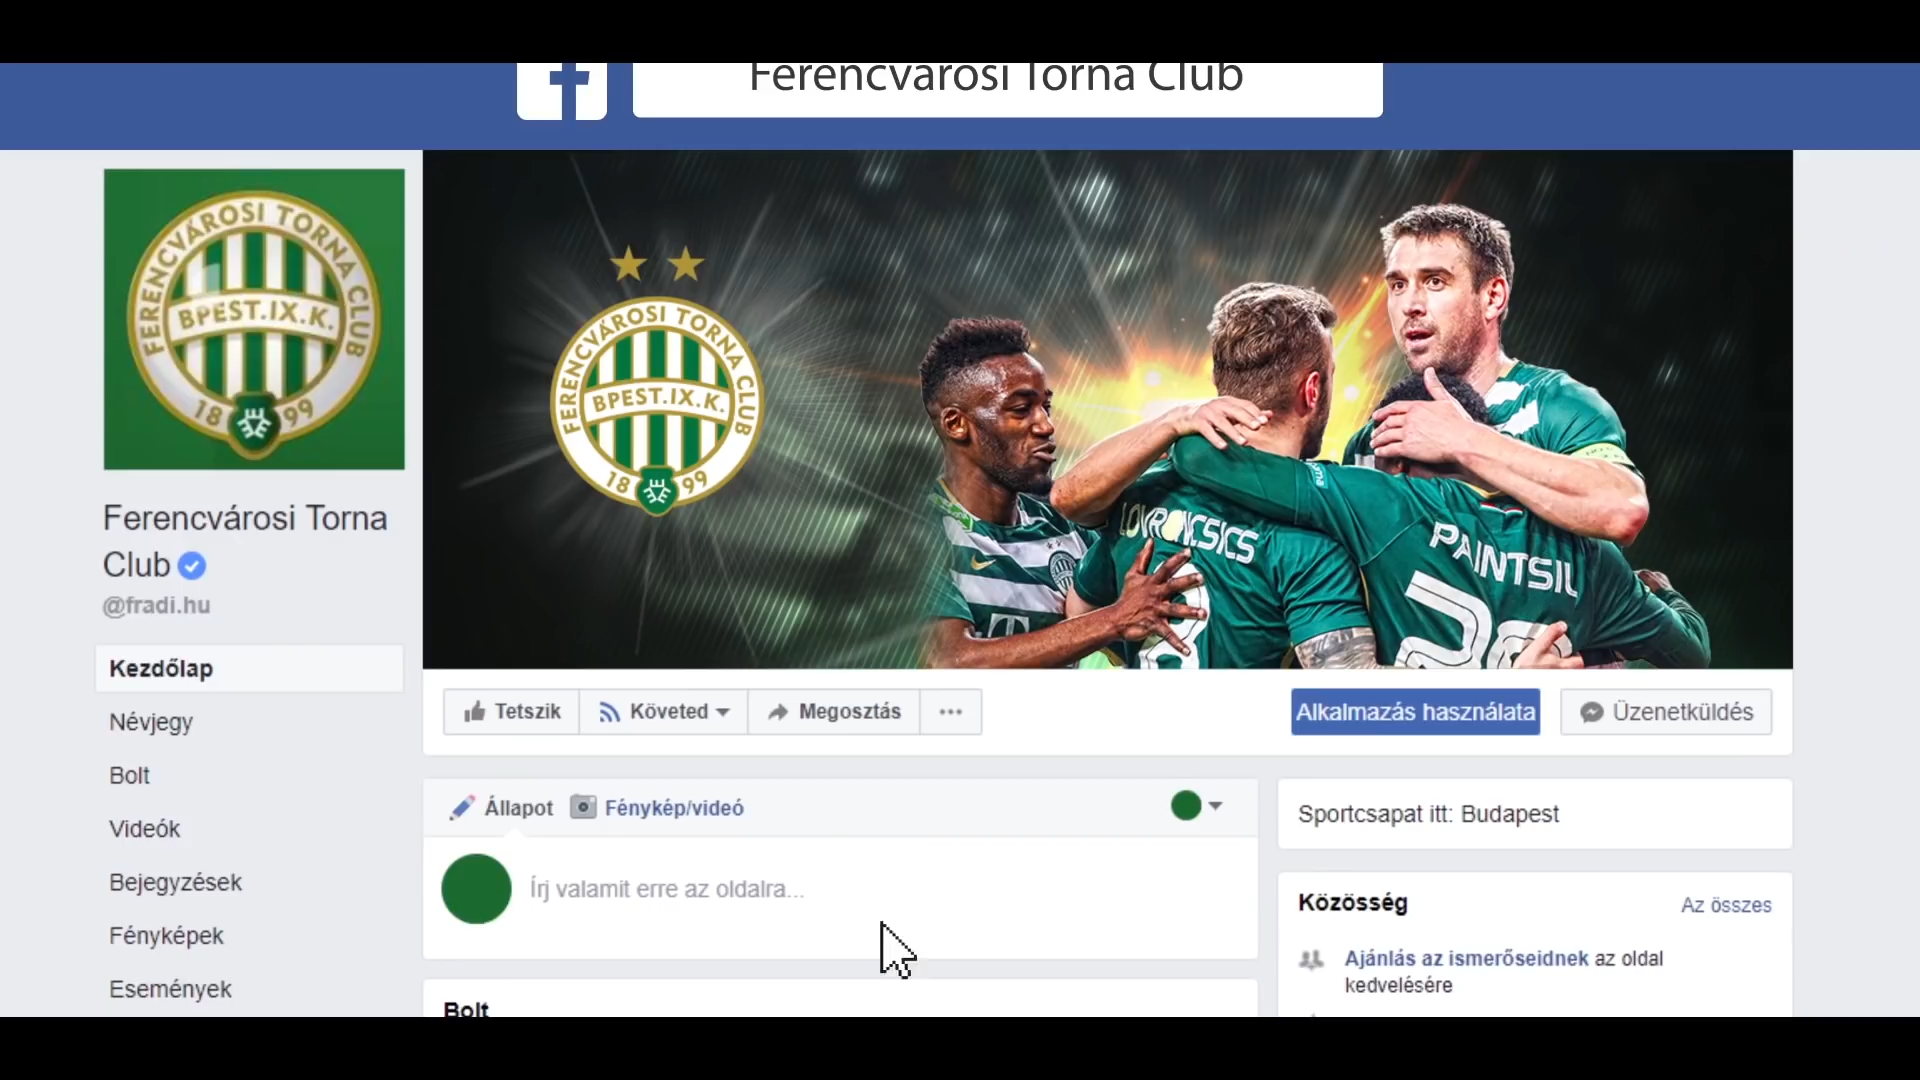 Ferencvárosi Torna Club
FERENCVÁROSI TORNA CLUB
BPEST.IX.K.
18 99
Ferencvárosi Torna
Club
@fradi.hu
Kezdőlap
Névjegy
Bolt
Videók
Bejegyzések
Fényképek
Események
FERENCVÁROSI TORNA CLUB
BPEST.IX.K.
18 99
LOVRENCSICS
8
PAINTSIL
29
Tetszik
Követed
Megosztás
Alkalmazás használata
Üzenetküldés
Állapot
Fénykép/videó
Írj valamit erre az oldalra...
Bolt
Sportcsapat itt: Budapest
Közösség
Az összes
Ajánlás az ismerőseidnek az oldal
kedvelésére